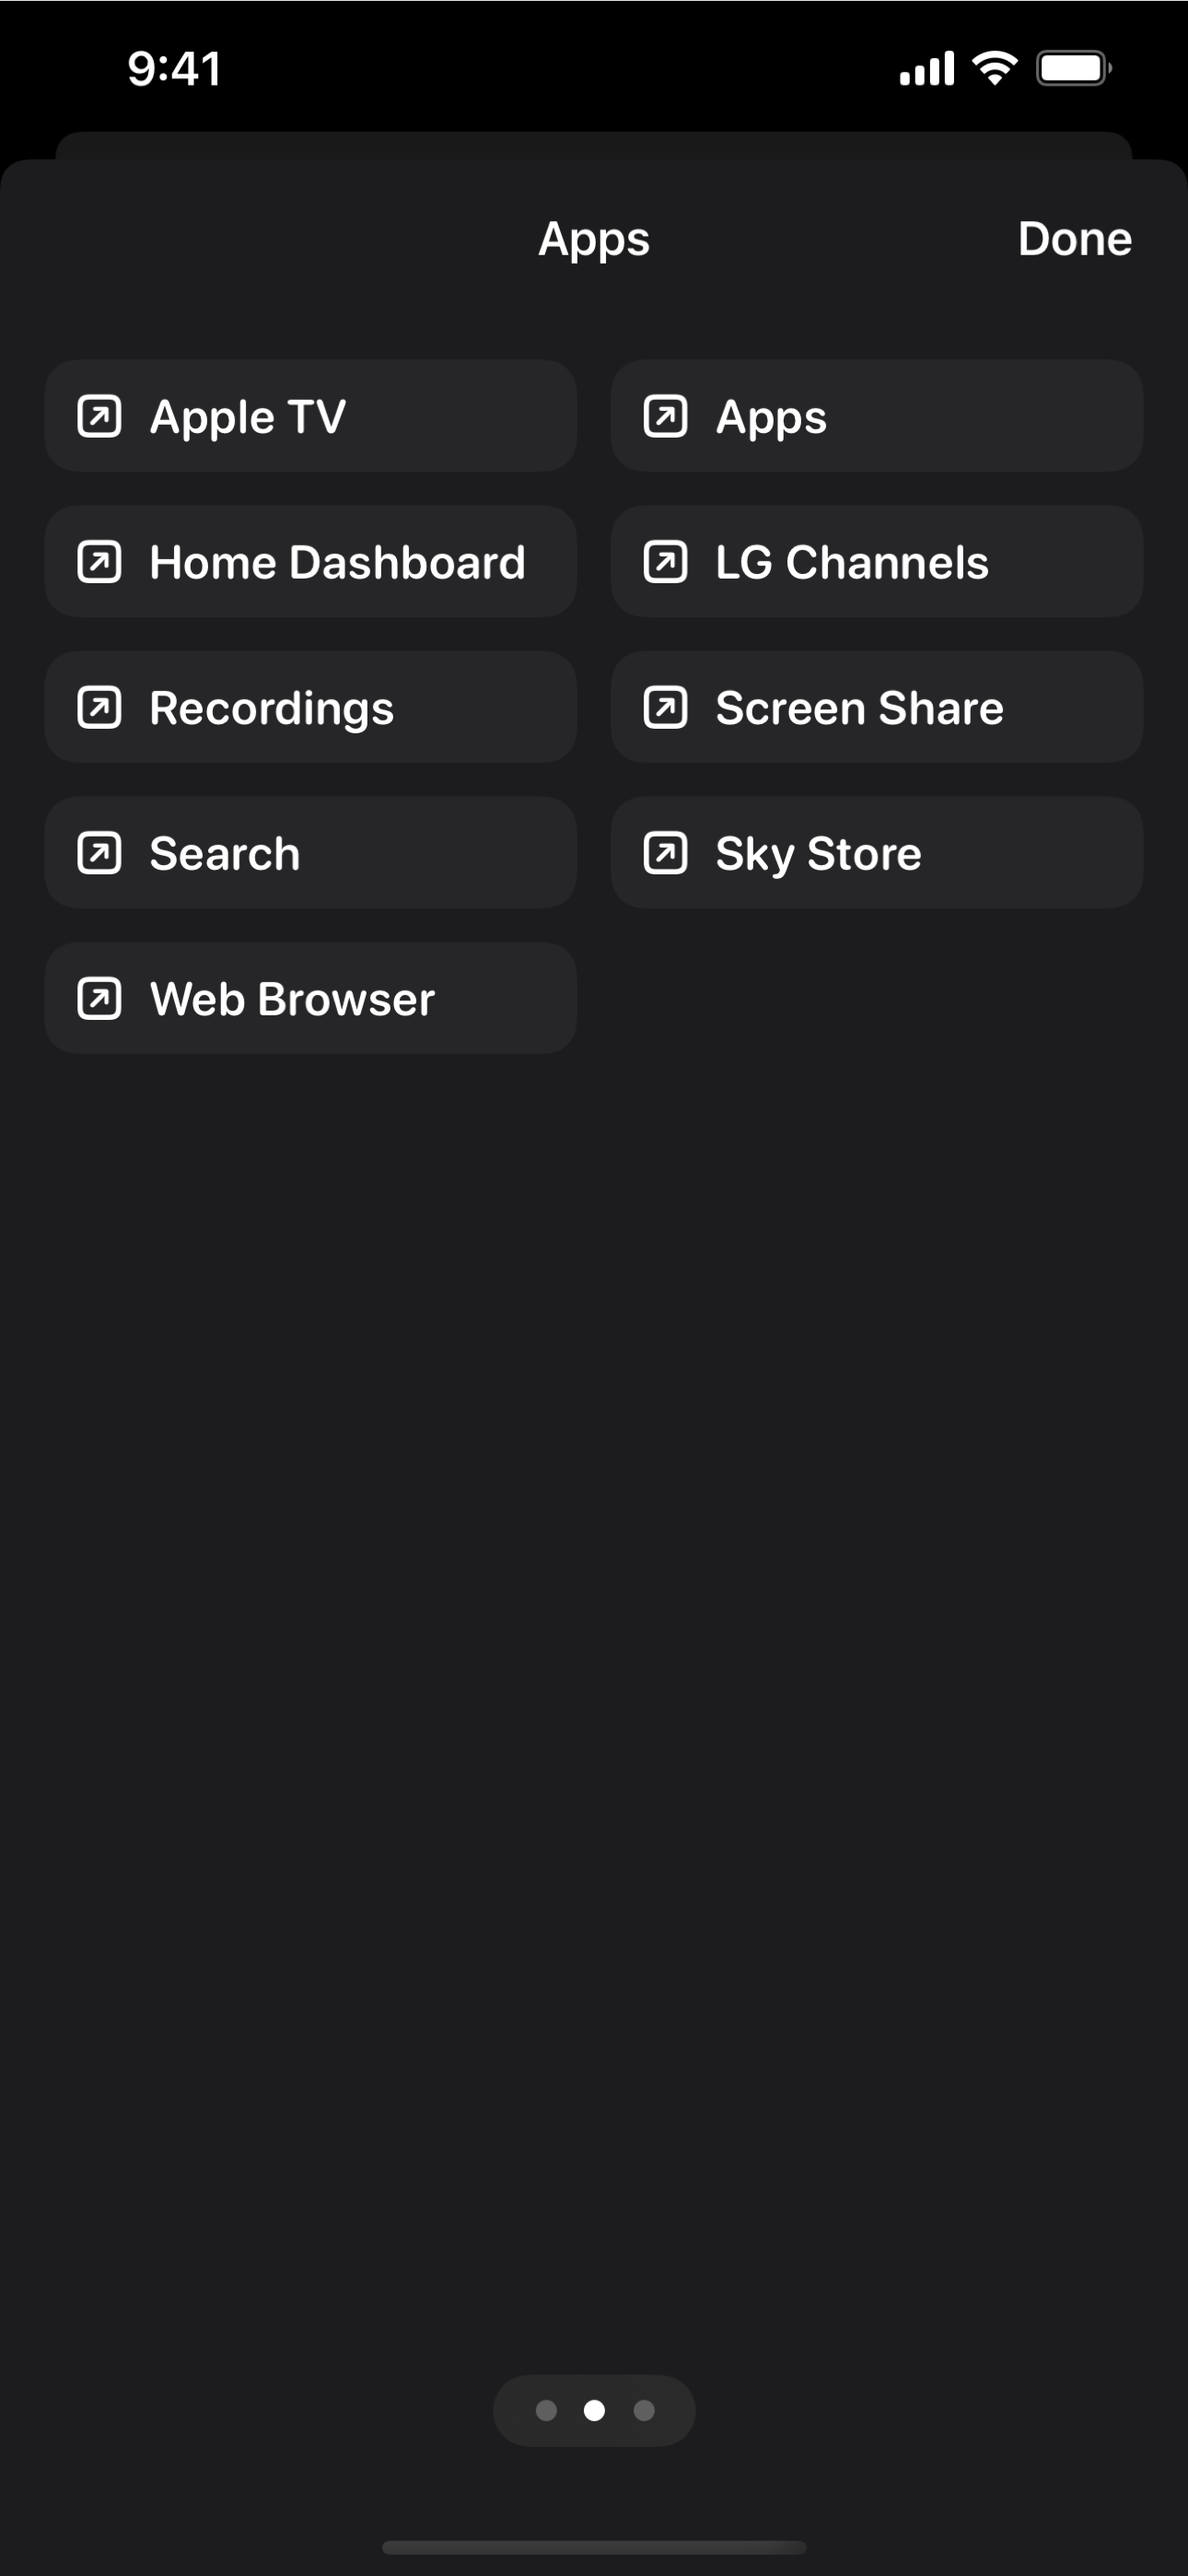 9:41
Apps
Done
Apple TV
Apps
Home Dashboard
LG Channels
Recordings
Screen Share
Search
Sky Store
Web Browser